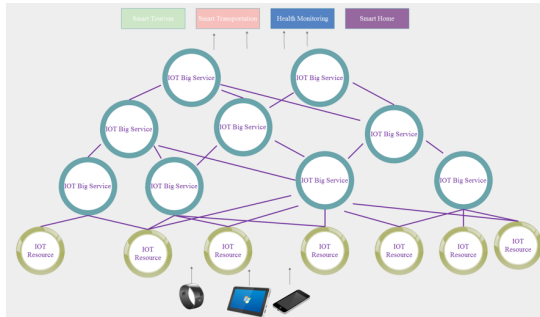 Smart Tourism
Smart Transportation
Health Monitoring
Smart Home
IOT Big Service
IOT Big Service
IOT Big Service
IOT Big Service
IOT Big Service
IOT Big Service
IOT Big Service
IOT Big Service
IOT Big Service
IOT
Resource
IOT
Resource
IOT
Resource
IOT
Resource
IOT
Resource
IOT
Resource
IOT
Resource